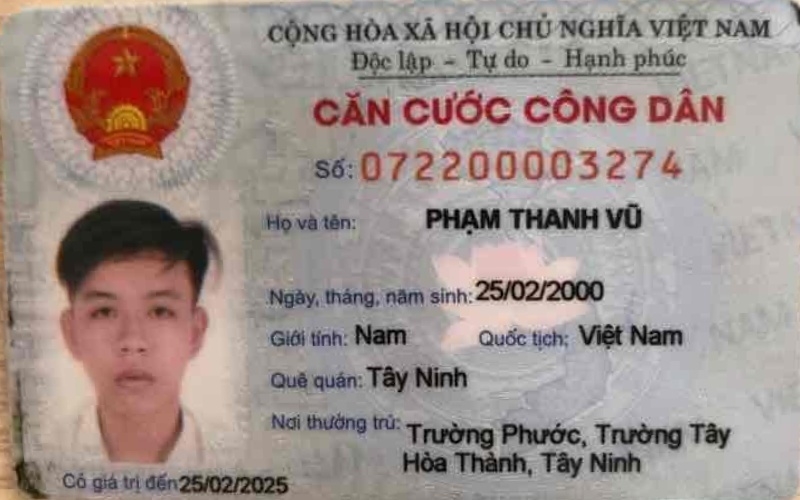 CỘNG HÒA XÃ HỘI CHỦ NGHĨA VIỆT NAM
Độc lập - Tự do - Hạnh phúc
CĂN CƯỚC CÔNG DÂN
Số: 072200003274
Họ và tên: PHẠM THANH VŨ
Ngày, tháng, năm sinh: 25/02/2000
Giới tính: Nam Quốc tịch: Việt Nam
Quê quán: Tây Ninh
Nơi thường trú: Trường Phước, Trường Tây
Hòa Thành, Tây Ninh
Có giá trị đến 25/02/2025